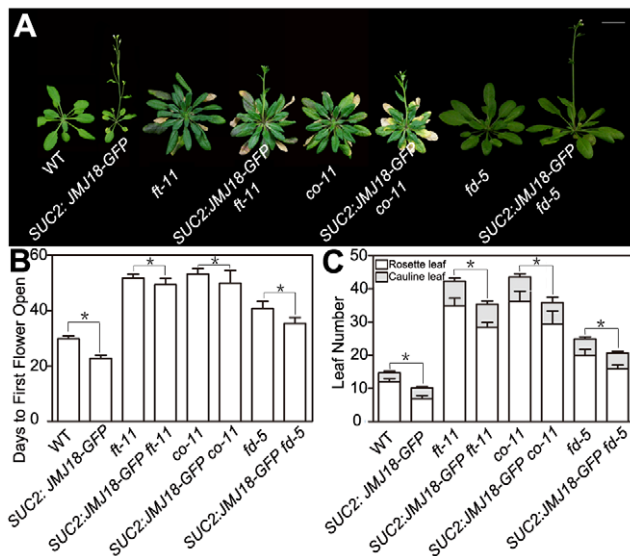 A
WT
SUC2: JMJ18-GFP
ft-11
SUC2: JMJ18-GFP
ft-11
co-11
SUC2: JMJ18-GFP
co-11
fd-5
SUC2: JMJ18-GFP
fd-5
B
Days to First Flower Open
60
40
20
0
*
*
*
*
WT
SUC2: JMJ18-GFP
ft-11
SUC2:JMJ18-GFP ft-11
co-11
SUC2:JMJ18-GFP co-11
fd-5
SUC2:JMJ18-GFP fd-5
C
Leaf Number
50
40
30
20
10
0
Rosette leaf
Cauline leaf
*
*
*
*
WT
SUC2: JMJ18-GFP
ft-11
SUC2:JMJ18-GFP ft-11
co-11
SUC2:JMJ18-GFP co-11
fd-5
SUC2:JMJ18-GFP fd-5